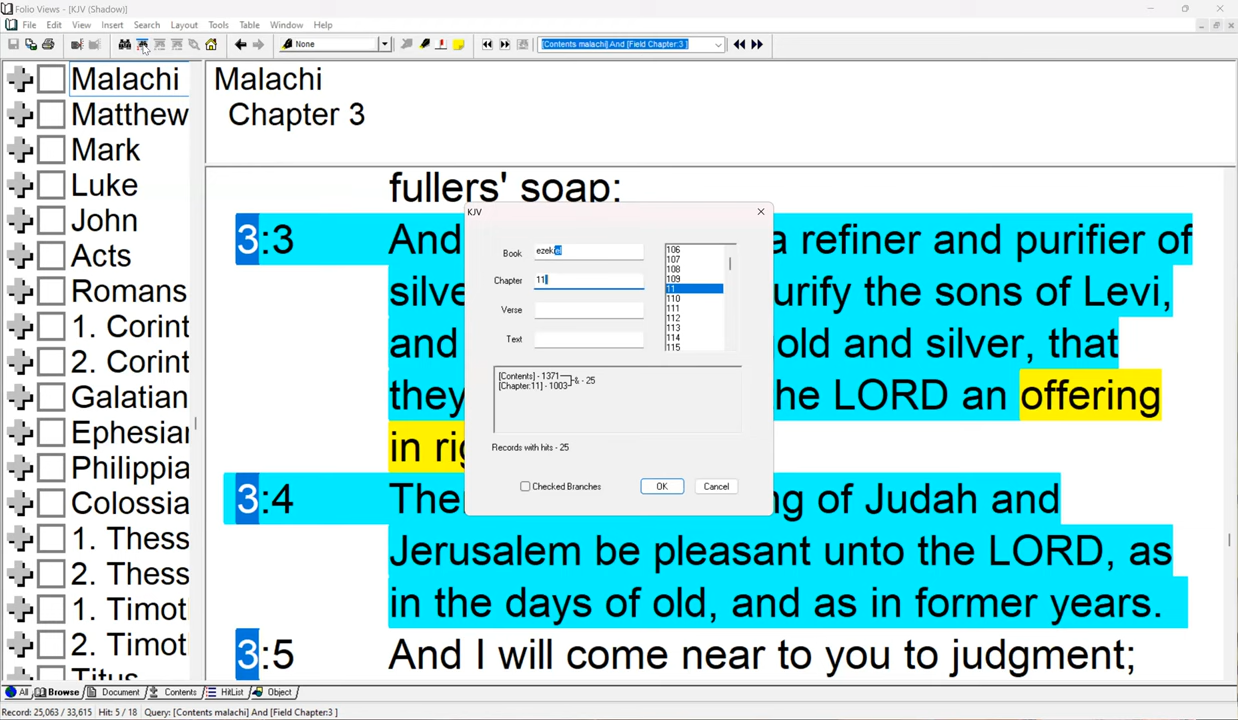 Folio Views - [KJV (Shadow)]
File Edit View Insert Search Layout Tools Table Window Help
None
[Contents malachi] And [Field Chapter:3 ]
Malachi
Matthew
Mark
Luke
John
Acts
Romans
1. Corint
2. Corint
Galatian
Ephesian
Philippia
Colossia
1. Thess
2. Thess
1. Timot
2. Timot
Titus
Malachi
Chapter 3
fullers' soap:
3:3 And a refiner and purifier of
silve urify the sons of Levi,
and old and silver, that
they he LORD an offering
in rig
3:4 The ng of Judah and
Jerusalem be pleasant unto the LORD, as
in the days of old, and as in former years.
3:5 And I will come near to you to judgment;
KJV
Book
Chapter 11
Verse
Text
106
107
108
109
11
110
111
112
113
114
115
[Contents] - 1371
[Chapter:11] - 1003
& - 25
Records with hits - 25
Checked Branches OK Cancel
All Browse Document Contents HitList Object
Record: 25,063 / 33,615 Hit: 5 / 18 Query: [Contents malachi] And [Field Chapter:3 ]